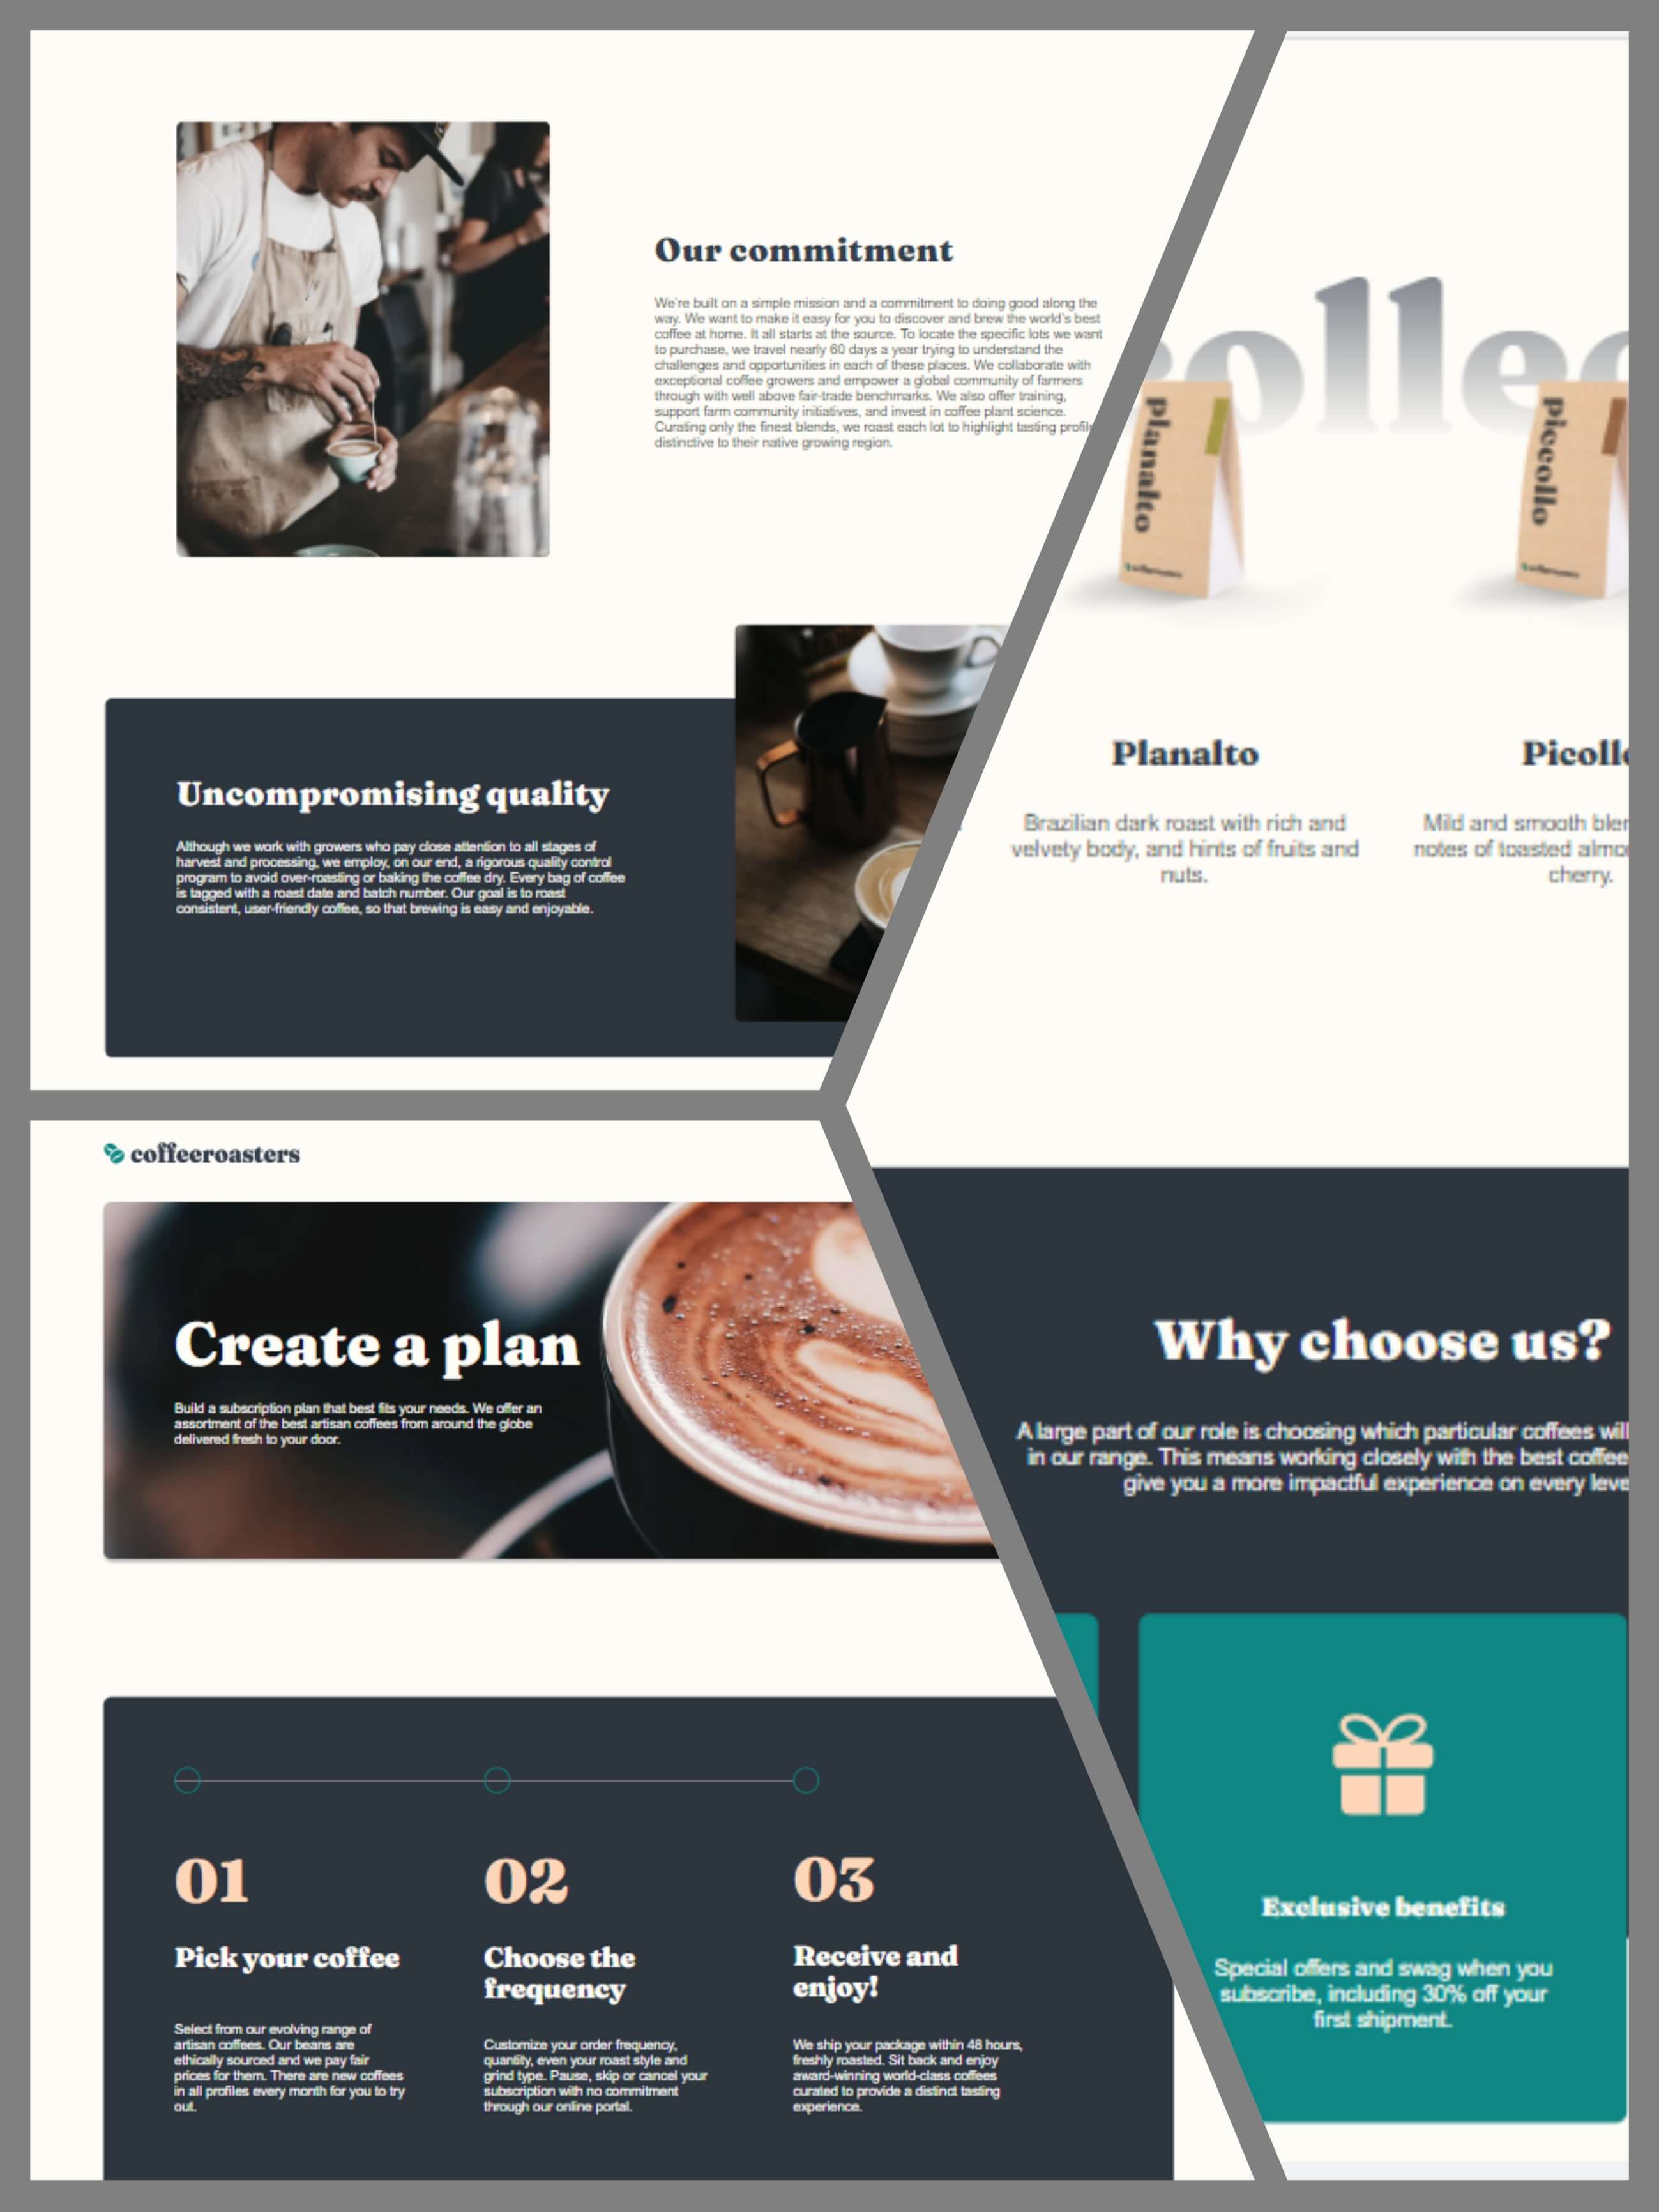 Our commitment
We're built on a simple mission and a commitment to doing good along the
way. We want to make it easy for you to discover and brew the world's best
coffee at home. It all starts at the source. To locate the specific lots we want
to purchase, we travel nearly 60 days a year trying to understand the
challenges and opportunities in each of these places. We collaborate with
exceptional coffee growers and empower a global community of farmers
through with well above fair-trade benchmarks. We also offer training,
support farm community initiatives, and invest in coffee plant science.
Curating only the finest blends, we roast each lot to highlight tasting profile
distinctive to their native growing region.
Uncompromising quality
Although we work with growers who pay close attention to all stages of
harvest and processing, we employ, on our end, a rigorous quality control
program to avoid over-roasting or baking the coffee dry. Every bag of coffee
is tagged with a roast date and batch number. Our goal is to roast
consistent, user-friendly coffee, so that brewing is easy and enjoyable.
ollec
planalto
coffeeroasters
piccollo
coffeeroasters
Planalto
Brazilian dark roast with rich and
velvety body, and hints of fruits and
nuts.
Picollo
Mild and smooth blen
notes of toasted almo
cherry.
coffeeroasters
Create a plan
Build a subscription plan that best fits your needs. We offer an
assortment of the best artisan coffees from around the globe
delivered fresh to your door.
01
Pick your coffee
Select from our evolving range of
artisan coffees. Our beans are
ethically sourced and we pay fair
prices for them. There are new coffees
in all profiles every month for you to try
out.
02
Choose the
frequency
Customize your order frequency,
quantity, even your roast style and
grind type. Pause, skip or cancel your
subscription with no commitment
through our online portal.
03
Receive and
enjoy!
We ship your package within 48 hours,
freshly roasted. Sit back and enjoy
award-winning world-class coffees
curated to provide a distinct tasting
experience.
Why choose us?
A large part of our role is choosing which particular coffees will
in our range. This means working closely with the best coffee
give you a more impactful experience on every leve
Exclusive benefits
Special offers and swag when you
subscribe, including 30% off your
first shipment.